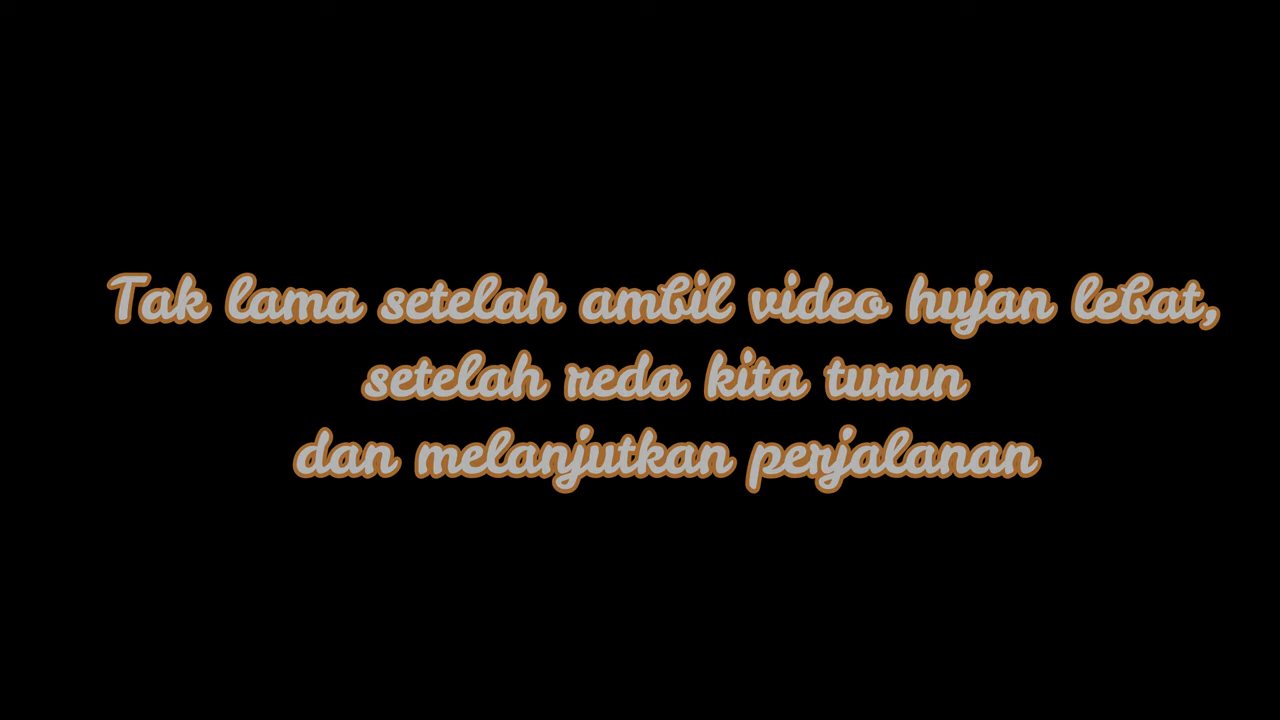 Tak lama setelah ambil video hujan lebat,
setelah reda kita turun
dan melanjutkan perjalanan